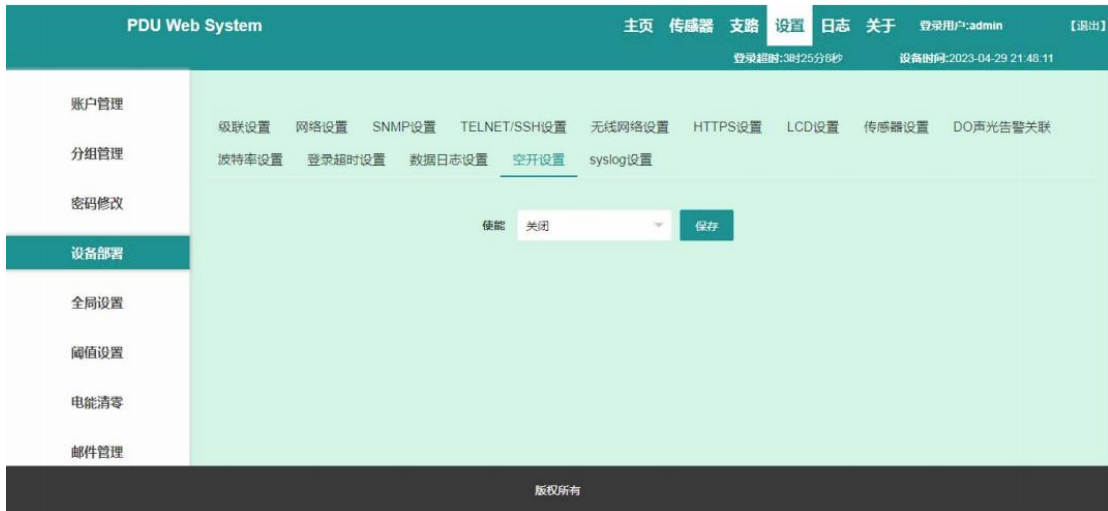 PDU Web System 主页 传感器 支路 设置 日志 关于 登录用户:admin 【退出】
登录超时:3时25分8秒 设备时间:2023-04-29 21:48:11
账户管理
分组管理
密码修改
设备部署
全局设置
阈值设置
电能清零
邮件管理
级联设置 网络设置 SNMP设置 TELNET/SSH设置 无线网络设置 HTTPS设置 LCD设置 传感器设置 DO声光告警关联
波特率设置 登录超时设置 数据日志设置 空开设置 syslog设置
使能 关闭 保存
版权所有